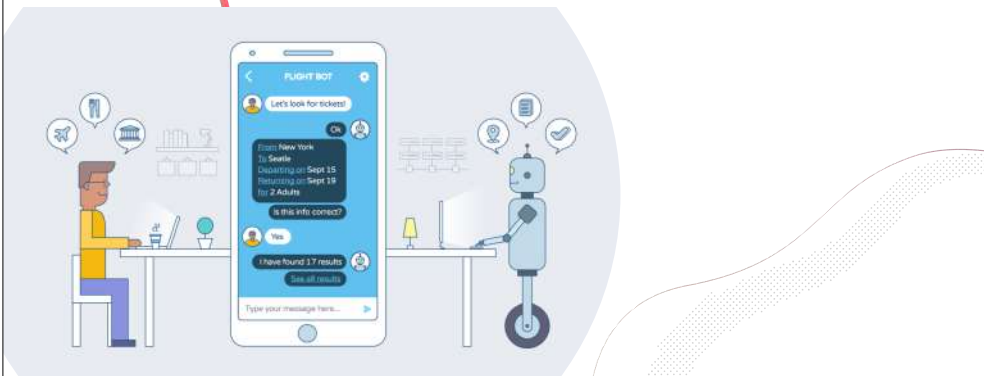 FLIGHT BOT
Let's look for tickets!
Ok
From New York
To Seatle
Departing on Sept 15
Returning on Sept 19
for 2 Adults
Is this info correct?
Yes
I have found 17 results
See all results
Type your message here...